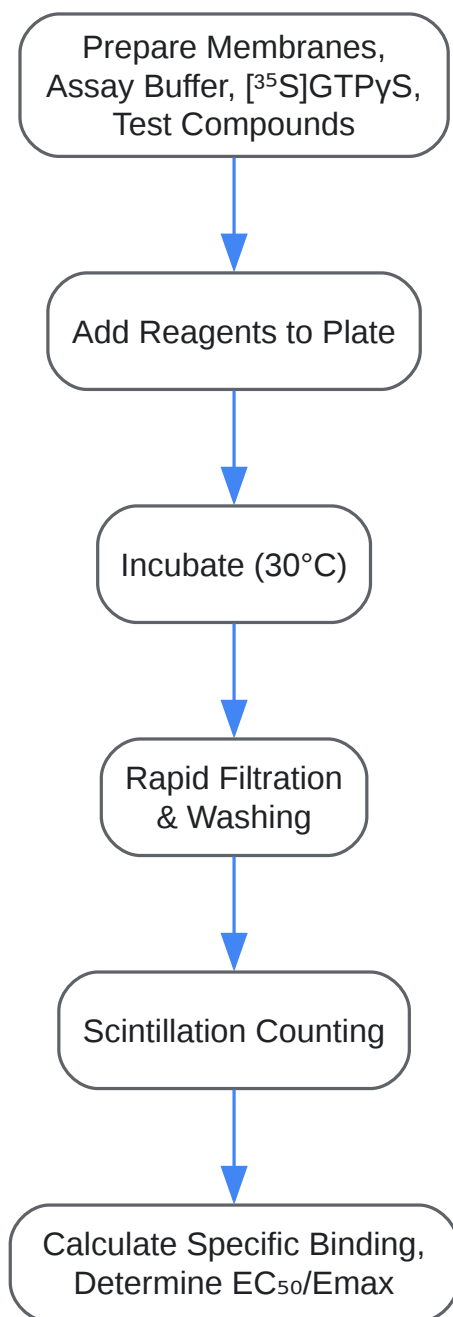 Prepare Membranes,
Assay Buffer, [³⁵S]GTPγS,
Test Compounds
Add Reagents to Plate
Incubate (30°C)
Rapid Filtration
& Washing
Scintillation Counting
Calculate Specific Binding,
Determine EC₅₀/Emax